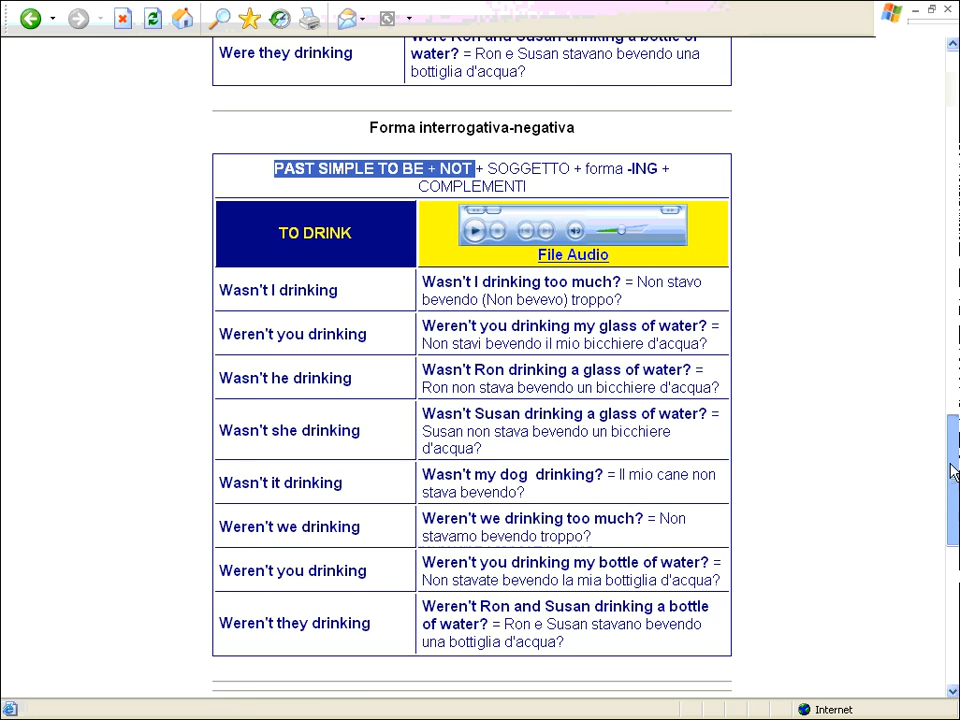 Were they drinking
Were Ron and Susan drinking a bottle of
water? = Ron e Susan stavano bevendo una
bottiglia d'acqua?
Forma interrogativa-negativa
PAST SIMPLE TO BE + NOT + SOGGETTO + forma -ING +
COMPLEMENTI
TO DRINK
File Audio
Wasn't I drinking
Wasn't I drinking too much? = Non stavo
bevendo (Non bevevo) troppo?
Weren't you drinking
Weren't you drinking my glass of water? =
Non stavi bevendo il mio bicchiere d'acqua?
Wasn't he drinking
Wasn't Ron drinking a glass of water? =
Ron non stava bevendo un bicchiere d'acqua?
Wasn't she drinking
Wasn't Susan drinking a glass of water? =
Susan non stava bevendo un bicchiere
d'acqua?
Wasn't it drinking
Wasn't my dog drinking? = Il mio cane non
stava bevendo?
Weren't we drinking
Weren't we drinking too much? = Non
stavamo bevendo troppo?
Weren't you drinking
Weren't you drinking my bottle of water? =
Non stavate bevendo la mia bottiglia d'acqua?
Weren't they drinking
Weren't Ron and Susan drinking a bottle
of water? = Ron e Susan stavano bevendo
una bottiglia d'acqua?
Internet